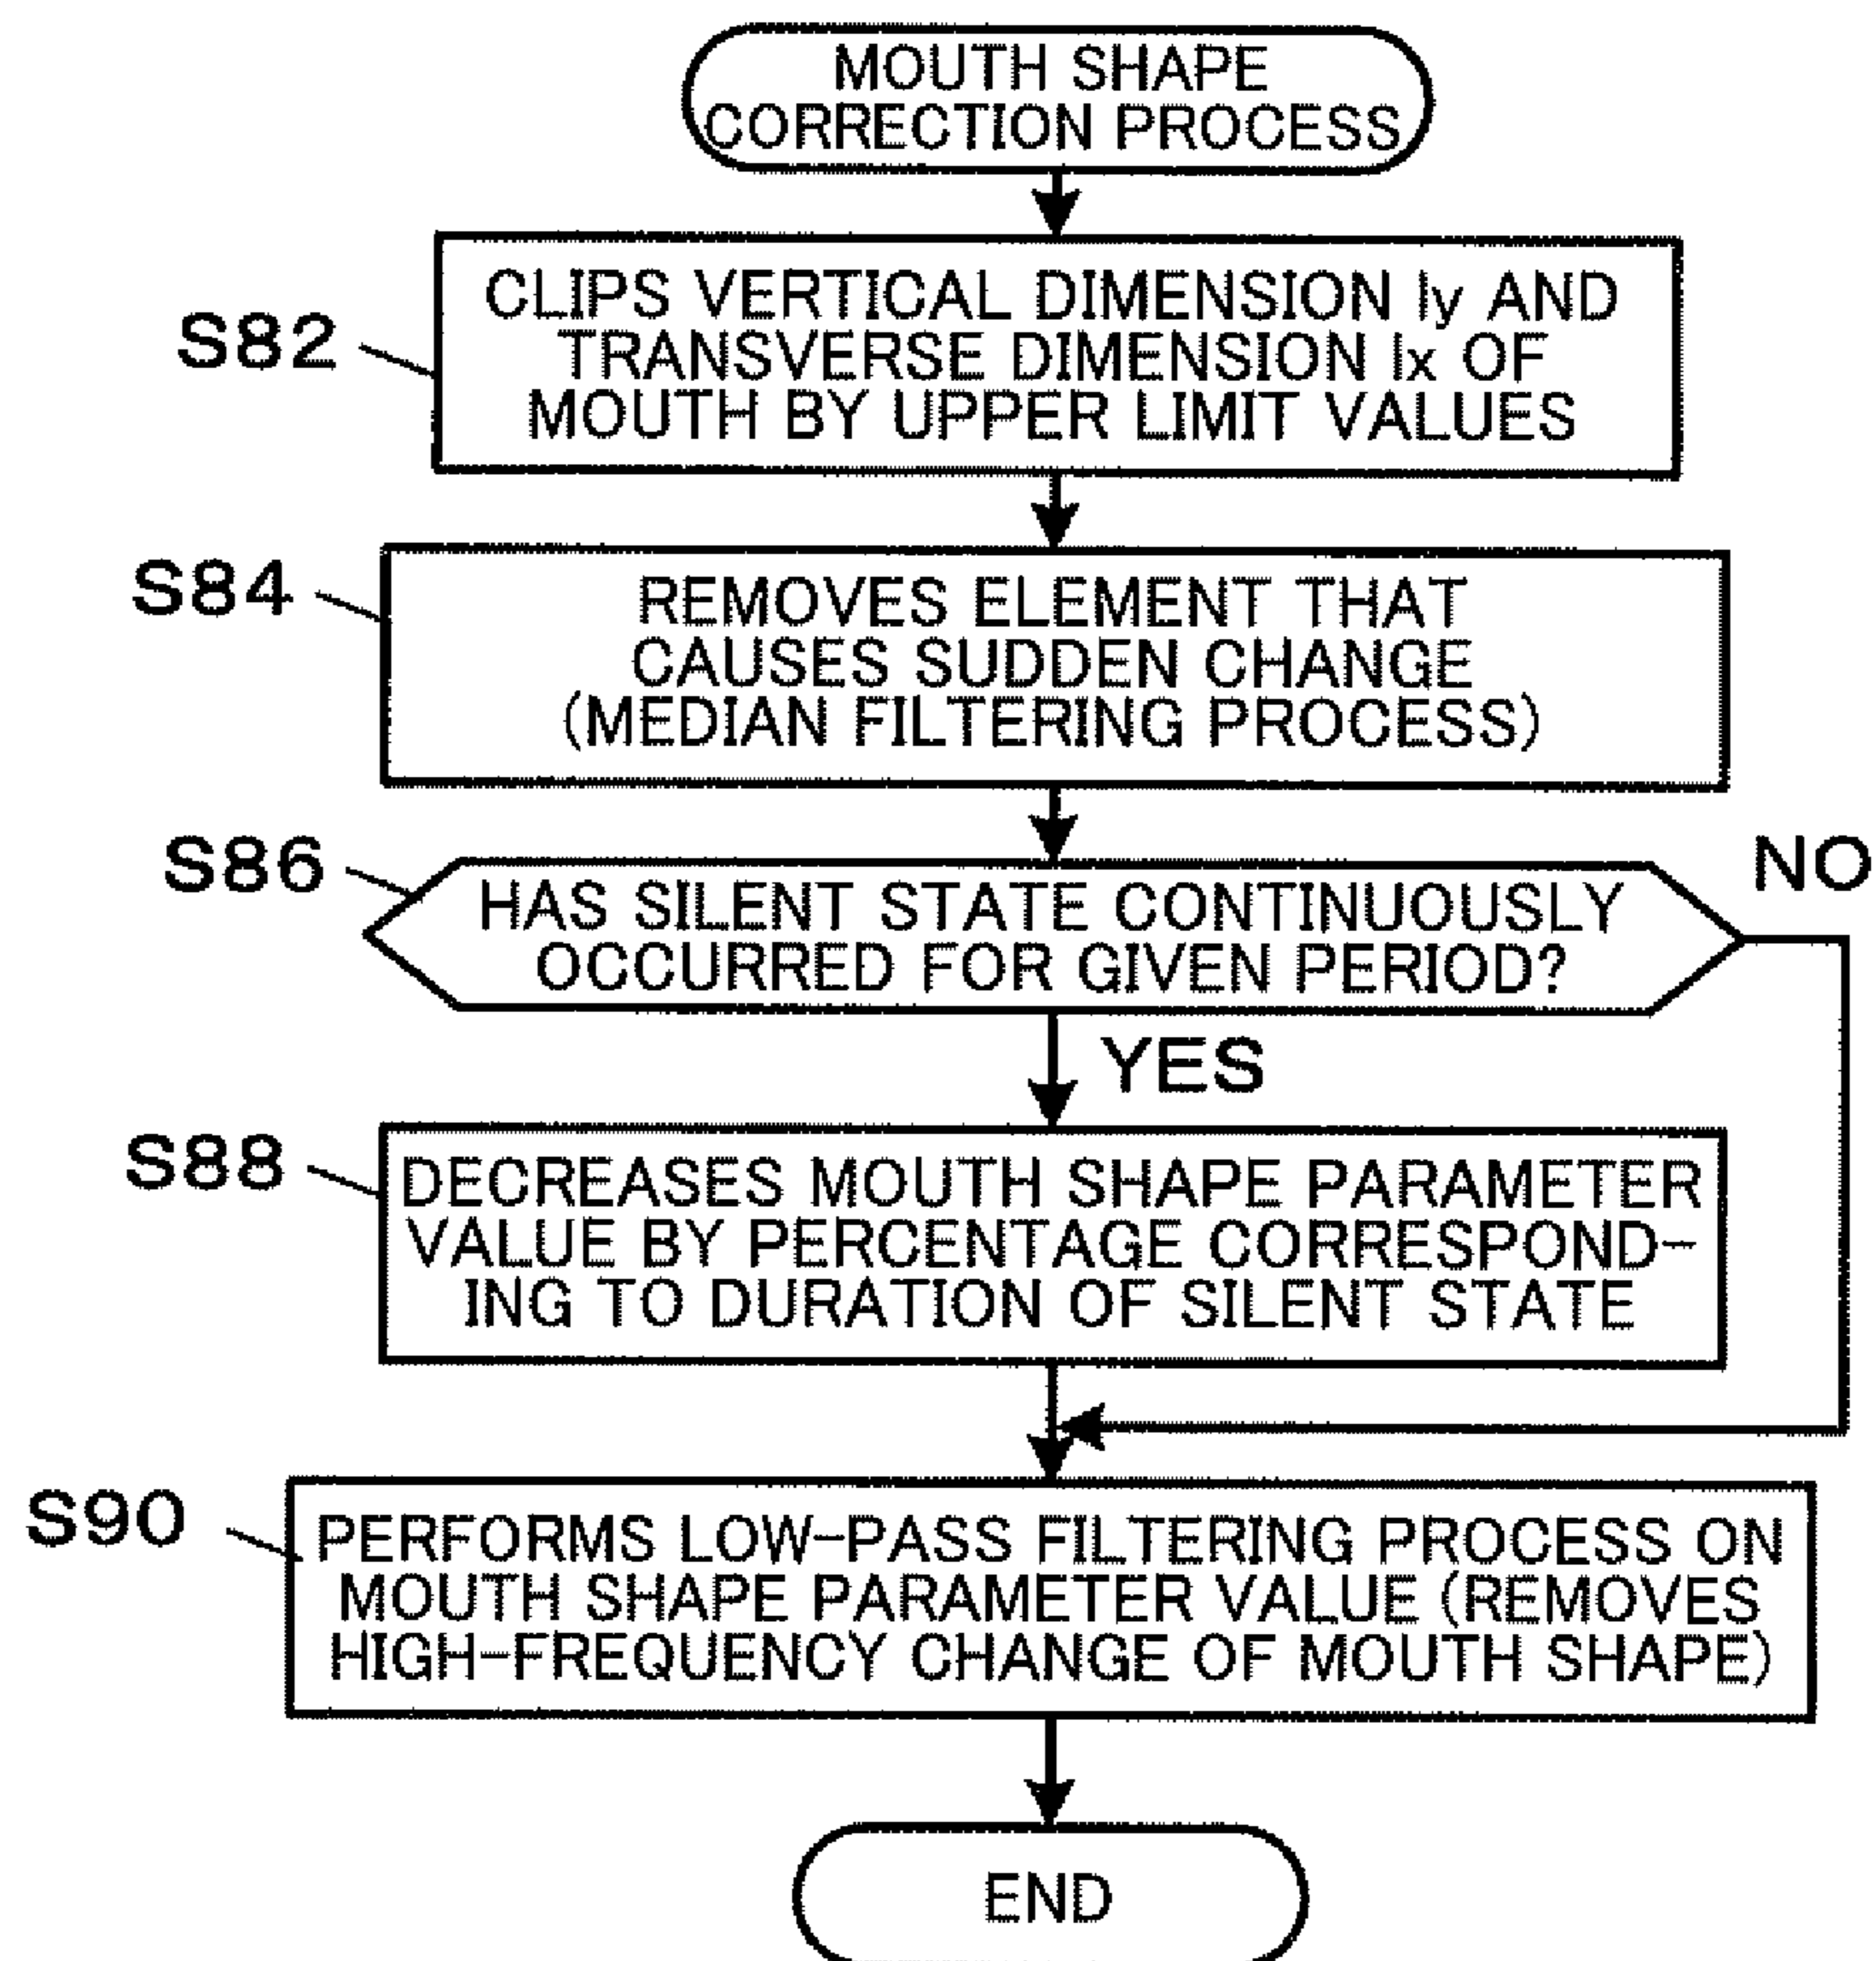 MOUTH SHAPE
CORRECTION PROCESS
S82
CLIPS VERTICAL DIMENSION ly AND
TRANSVERSE DIMENSION lx OF
MOUTH BY UPPER LIMIT VALUES
S84
REMOVES ELEMENT THAT
CAUSES SUDDEN CHANGE
(MEDIAN FILTERING PROCESS)
S86
HAS SILENT STATE CONTINUOUSLY
OCCURRED FOR GIVEN PERIOD?
NO
YES
S88
DECREASES MOUTH SHAPE PARAMETER
VALUE BY PERCENTAGE CORRESPOND-
ING TO DURATION OF SILENT STATE
S90
PERFORMS LOW-PASS FILTERING PROCESS ON
MOUTH SHAPE PARAMETER VALUE (REMOVES
HIGH-FREQUENCY CHANGE OF MOUTH SHAPE)
END